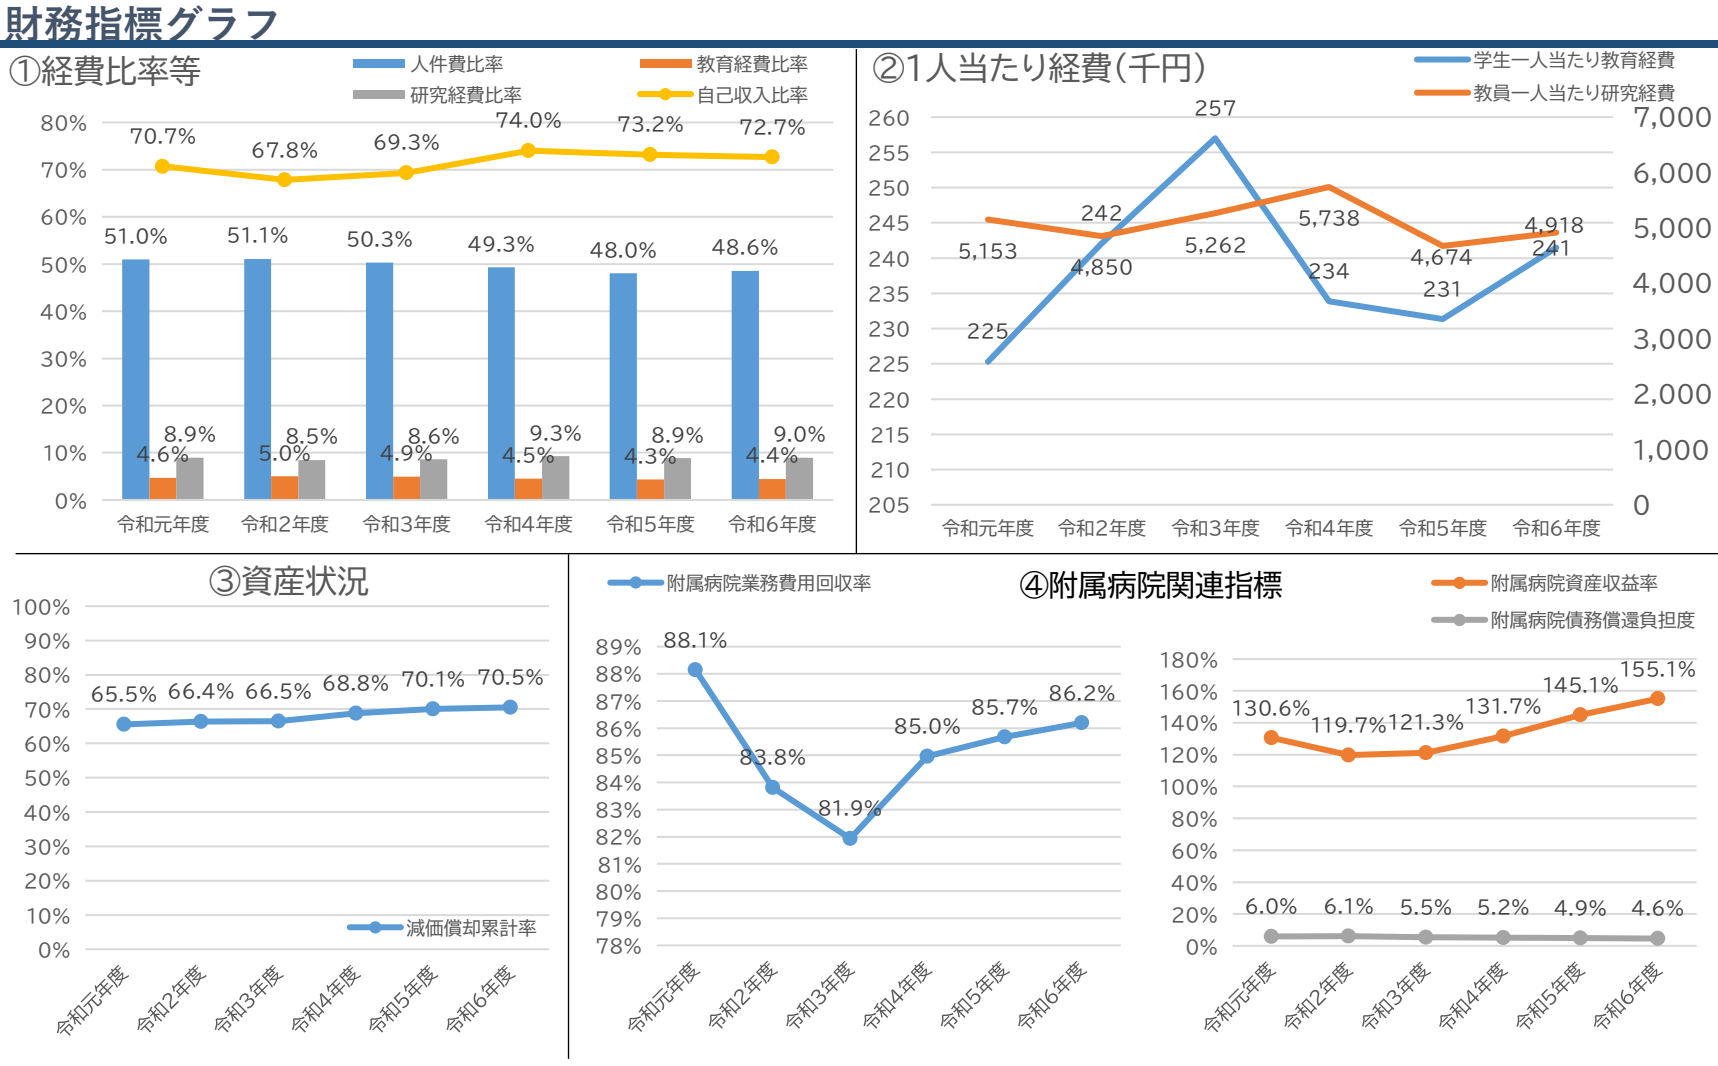 財務指標グラフ
①経費比率等
人件費比率
教育経費比率
研究経費比率
自己収入比率
80%
70%
60%
50%
40%
30%
20%
10%
0%
70.7%
67.8%
69.3%
74.0%
73.2%
72.7%
51.0%
51.1%
50.3%
49.3%
48.0%
48.6%
8.9%
8.5%
8.6%
9.3%
8.9%
9.0%
4.6%
5.0%
4.9%
4.5%
4.3%
4.4%
令和元年度
令和2年度
令和3年度
令和4年度
令和5年度
令和6年度
②1人当たり経費(千円)
学生一人当たり教育経費
教員一人当たり研究経費
260
255
250
245
240
235
230
225
220
215
210
205
7,000
6,000
5,000
4,000
3,000
2,000
1,000
0
225
242
257
234
231
241
5,153
4,850
5,262
5,738
4,674
4,918
令和元年度
令和2年度
令和3年度
令和4年度
令和5年度
令和6年度
③資産状況
100%
90%
80%
70%
60%
50%
40%
30%
20%
10%
0%
65.5%
66.4%
66.5%
68.8%
70.1%
70.5%
減価償却累計率
令和元年度
令和2年度
令和3年度
令和4年度
令和5年度
令和6年度
④附属病院関連指標
附属病院業務費用回収率
附属病院資産収益率
附属病院債務償還負担度
89%
88%
87%
86%
85%
84%
83%
82%
81%
80%
79%
78%
88.1%
83.8%
81.9%
85.0%
85.7%
86.2%
令和元年度
令和2年度
令和3年度
令和4年度
令和5年度
令和6年度
180%
160%
140%
120%
100%
80%
60%
40%
20%
0%
130.6%
119.7%
121.3%
131.7%
145.1%
155.1%
6.0%
6.1%
5.5%
5.2%
4.9%
4.6%
令和元年度
令和2年度
令和3年度
令和4年度
令和5年度
令和6年度